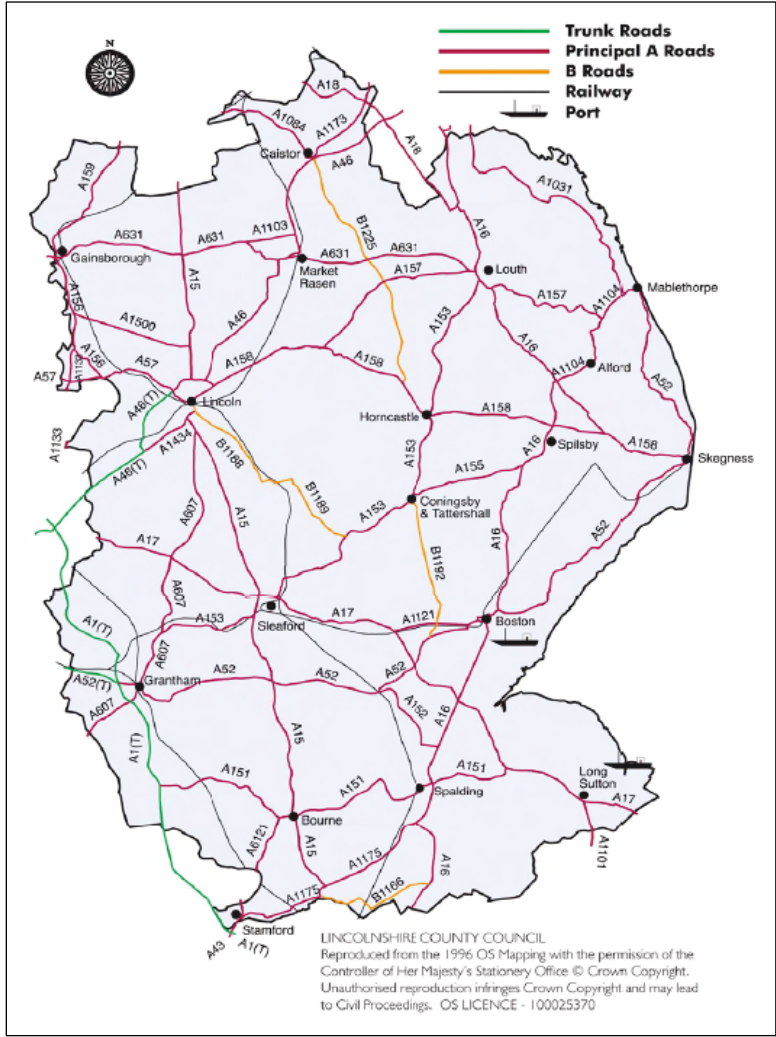 Trunk Roads
Principal A Roads
B Roads
Railway
Port
N
A18
A1084
A1173
A18
Caistor
A46
A159
A1031
B1225
A16
A631
A631
A1103
A631
A631
Gainsborough
Market
Rasen
A157
Louth
A15
A1104
Mablethorpe
A156
A1500
A46
A153
A157
A16
A156
A57
A158
A158
A1104
Alford
A52
A57
A1133
A46(T)
Lincoln
Horncastle
A158
A1133
A1434
A46(T)
B1188
A153
A16
Spilsby
A158
Skegness
A155
B1189
A607
A15
A153
Coningsby
& Tattershall
A17
A16
A52
B1192
A607
A1(T)
A153
Sleaford
A17
A1121
Boston
A607
A52(T)
Grantham
A52
A52
A52
A607
A152
A16
A1(T)
A15
A151
A151
A151
Spalding
Long
Sutton
A17
Bourne
A6121
A15
A1175
A16
A1101
A1175
B1166
Stamford
A43
A1(T)
LINCOLNSHIRE COUNTY COUNCIL
Reproduced from the 1996 OS Mapping with the permission of the
Controller of Her Majesty's Stationery Office © Crown Copyright.
Unauthorised reproduction infringes Crown Copyright and may lead
to Civil Proceedings. OS LICENCE - 100025370